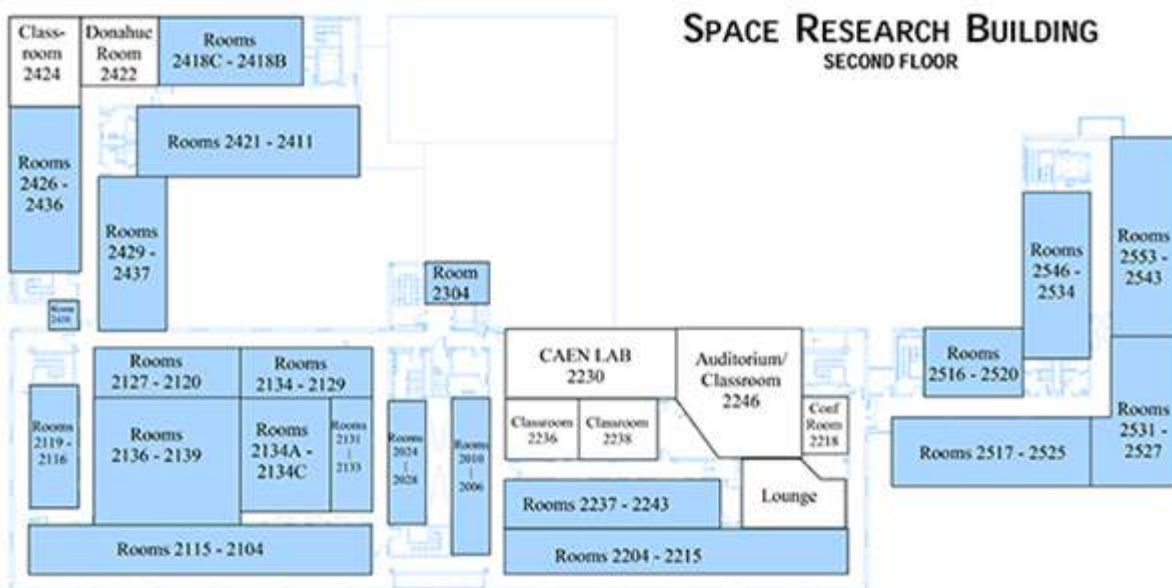 SPACE RESEARCH BUILDING
SECOND FLOOR
Class-
room
2424
Donahue
Room
2422
Rooms
2418C - 2418B
Rooms 2421 - 2411
Rooms
2426 -
2436
Rooms
2429 -
2437
Room
2304
Room
Rooms
2127 - 2120
Rooms
2134 - 2129
Rooms
2119 -
2116
Rooms
2136 - 2139
Rooms
2134A -
2134C
Rooms
2131
|
2133
Rooms
2024
|
2028
Rooms
2010
|
2006
Rooms 2115 - 2104
CAEN LAB
2230
Auditorium/
Classroom
2246
Classroom
2236
Classroom
2238
Conf
Room
2218
Lounge
Rooms 2237 - 2243
Rooms 2204 - 2215
Rooms
2516 - 2520
Rooms
2546 -
2534
Rooms
2553 -
2543
Rooms
2531 -
2527
Rooms 2517 - 2525